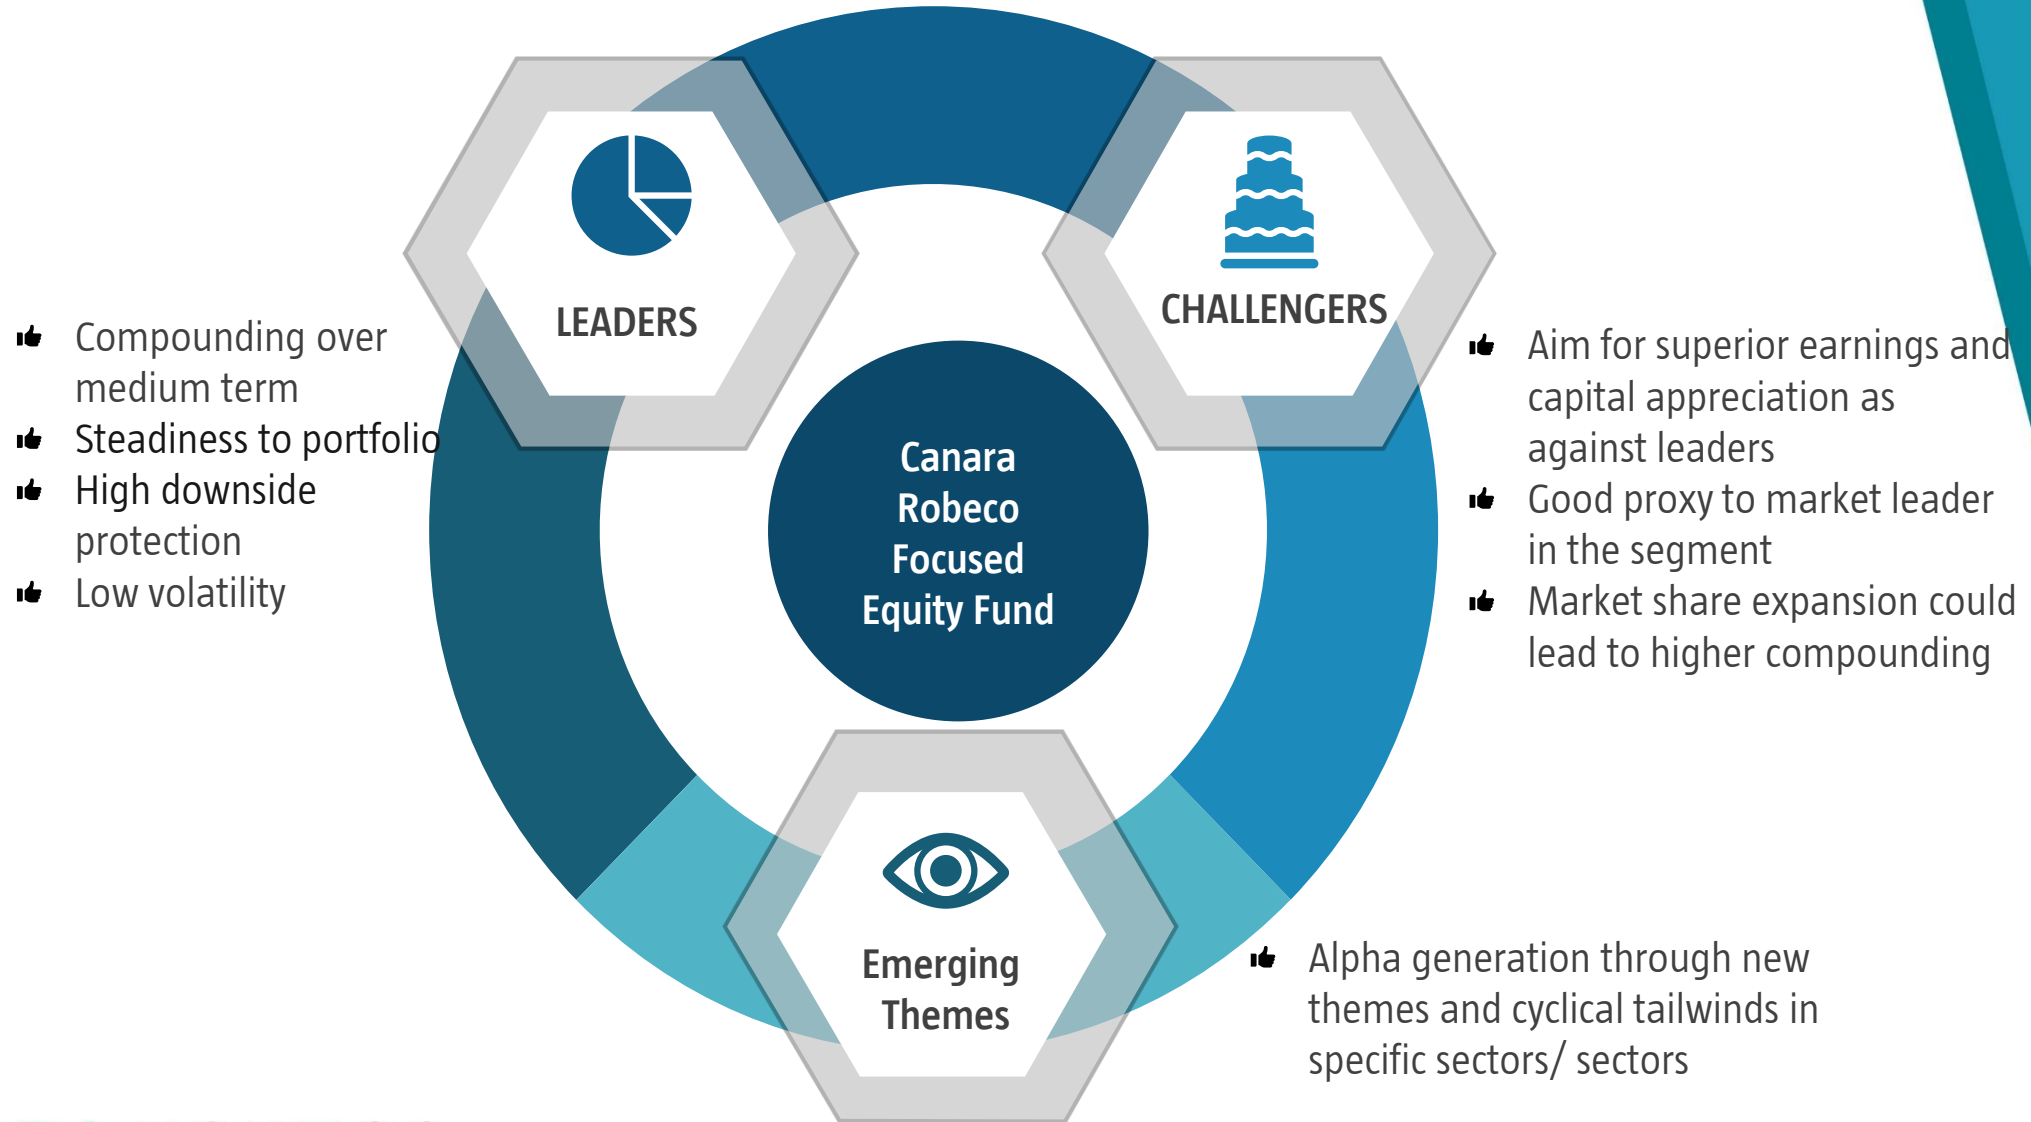 LEADERS
Compounding over
medium term
Steadiness to portfolio
High downside
protection
Low volatility
CHALLENGERS
Aim for superior earnings and
capital appreciation as
against leaders
Good proxy to market leader
in the segment
Market share expansion could
lead to higher compounding
Canara
Robeco
Focused
Equity Fund
Emerging
Themes
Alpha generation through new
themes and cyclical tailwinds in
specific sectors/ sectors